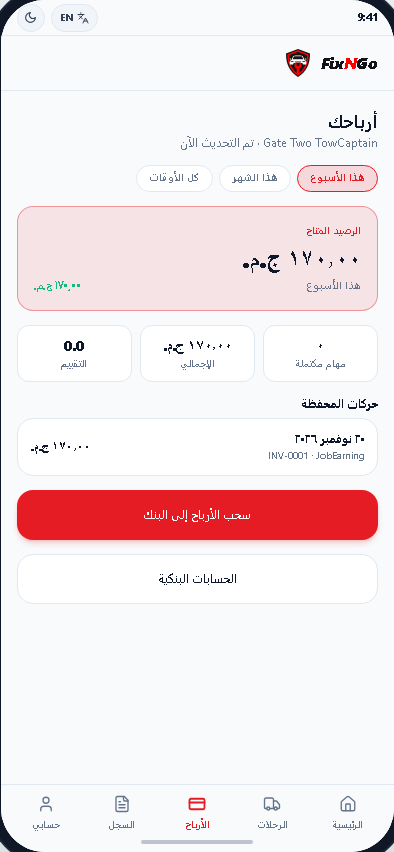 9:41
EN
FixNGo
أرباحك
Gate Two TowCaptain · تم التحديث الآن
هذا الأسبوع
هذا الشهر
كل الأوقات
الرصيد المتاح
١٧٠٫٠٠ ج.م.
هذا الأسبوع
١٧٠٫٠٠ ج.م.
٠
مهام مكتملة
١٧٠٫٠٠ ج.م.
الإجمالي
0.0
التقييم
حركات المحفظة
٣٠ نوفمبر ٢٠٢٦
١٧٠٫٠٠ ج.م.
INV-0001 · JobEarning
سحب الأرباح إلى البنك
الحسابات البنكية
الرئيسية
الرحلات
الأرباح
السجل
حسابي